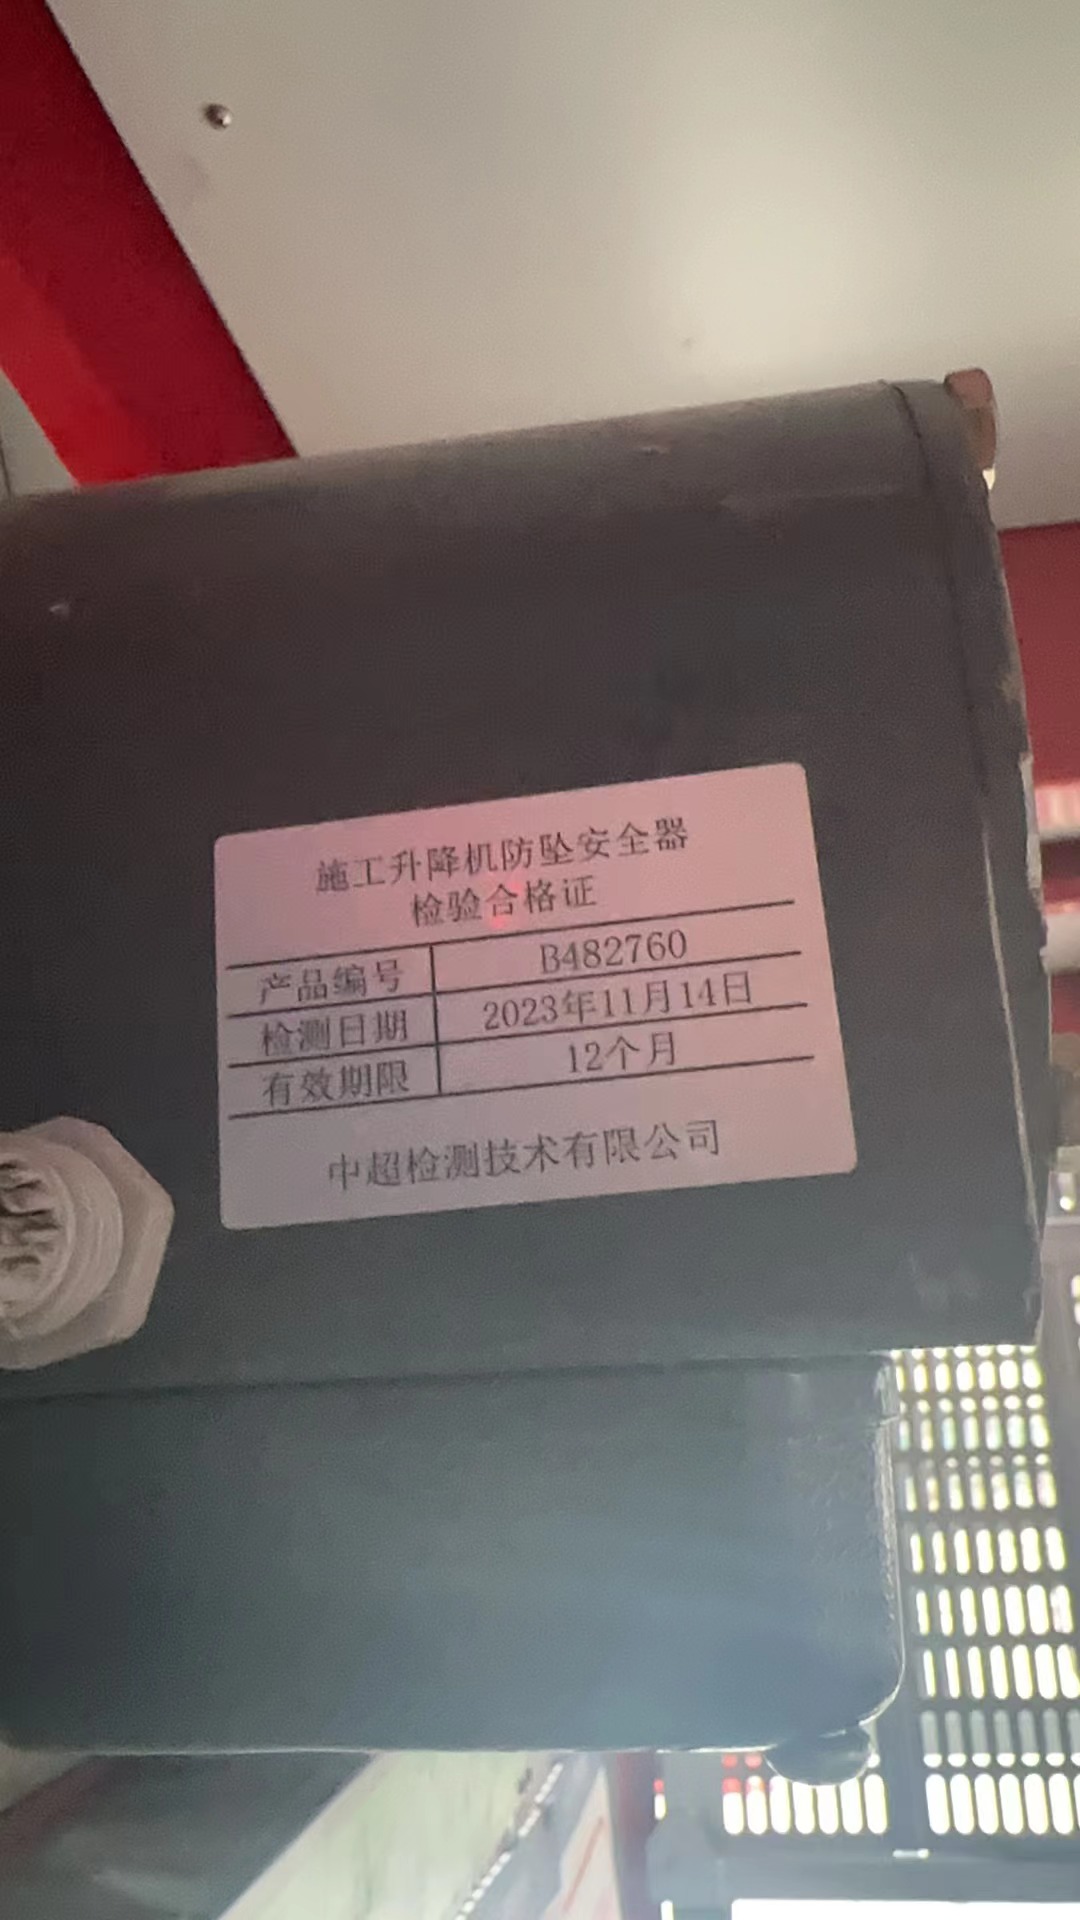 施工升降机防坠安全器
检验合格证
产品编号 B482760
检测日期 2023年11月14日
有效期限 12个月
中超检测技术有限公司